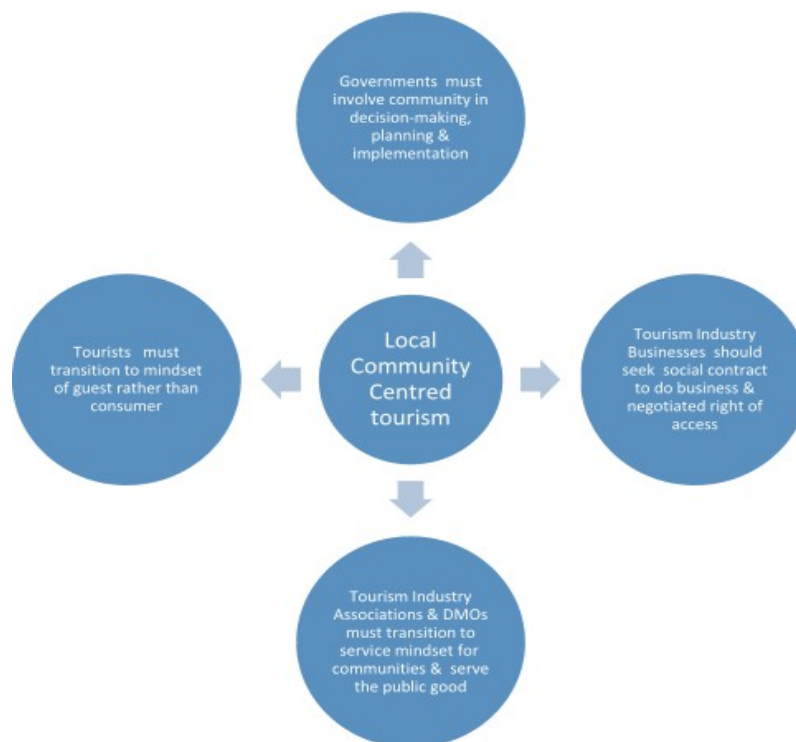 Governments must
involve community in
decision-making,
planning &
implementation
Tourists must
transition to mindset
of guest rather than
consumer
Local
Community
Centred
tourism
Tourism Industry
Businesses should
seek social contract
to do business &
negotiated right of
access
Tourism Industry
Associations & DMOs
must transition to
service mindset for
communities & serve
the public good